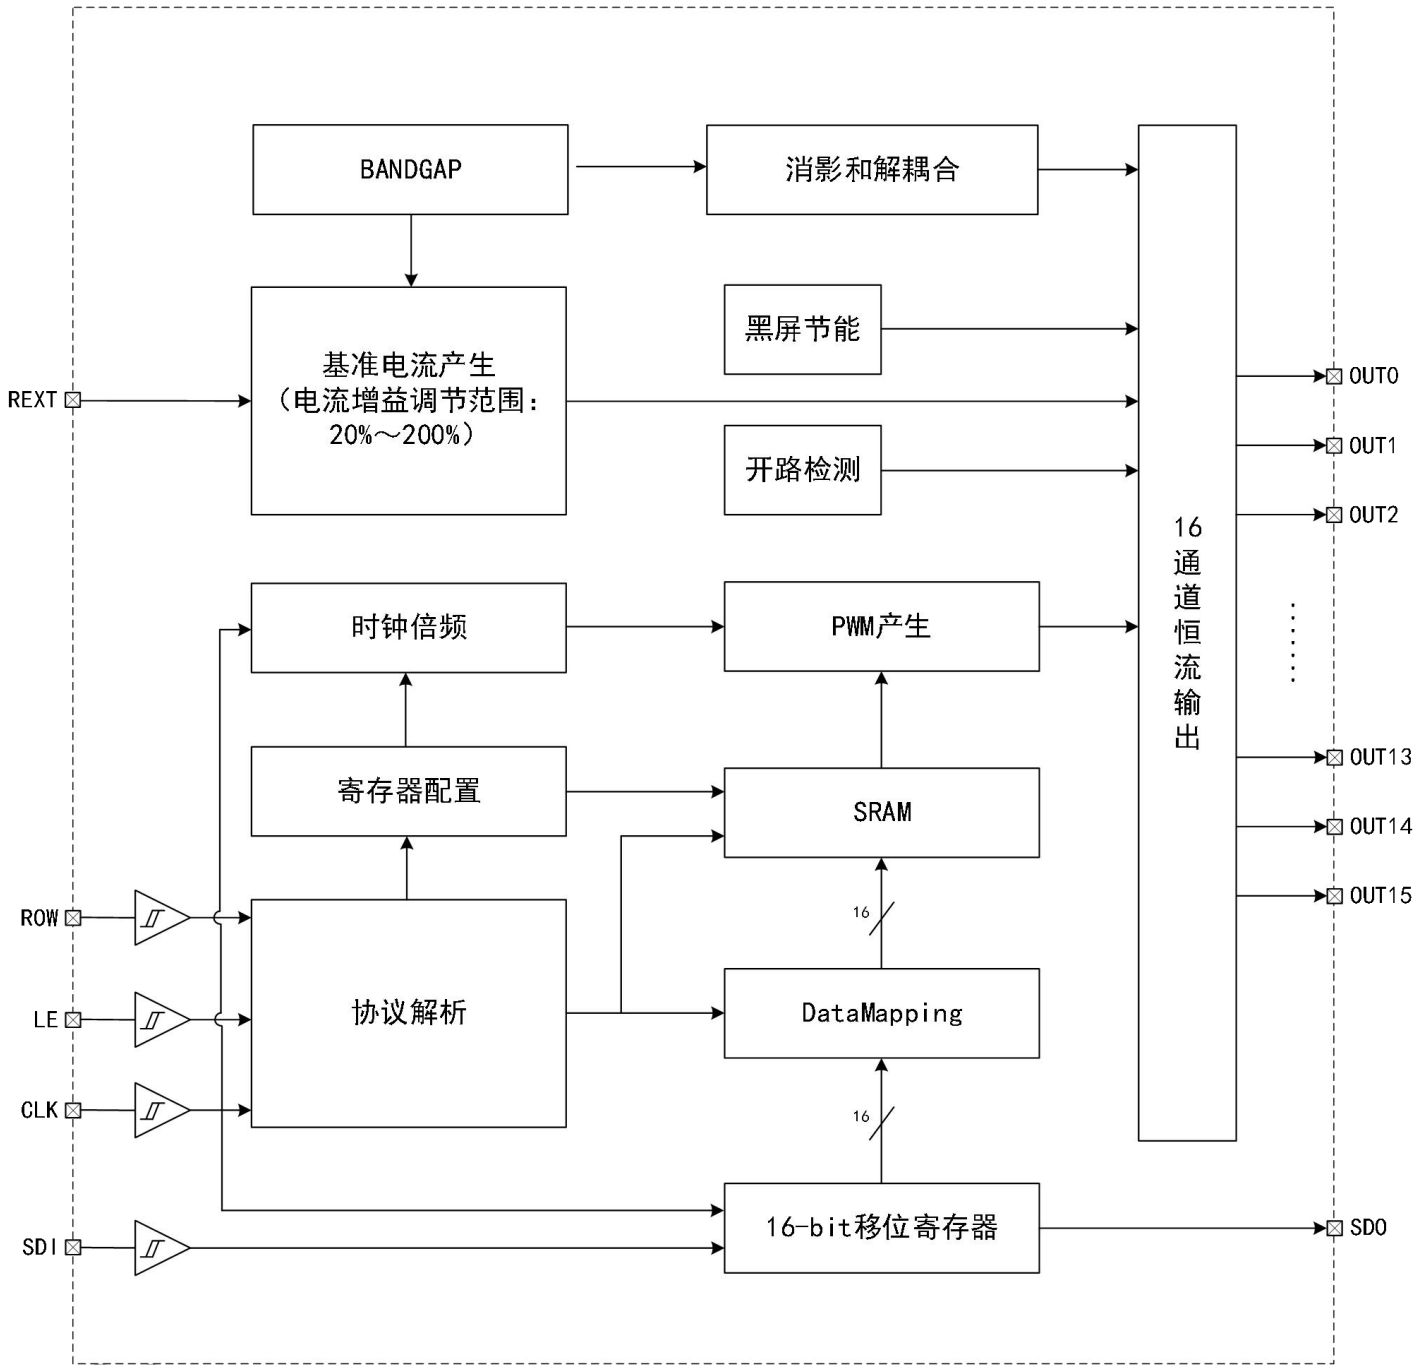 BANDGAP
消影和解耦合
黑屏节能
基准电流产生
（电流增益调节范围：
20%～200%）
REXT
OUT0
OUT1
开路检测
OUT2
16
通
道
恒
流
输
出
时钟倍频
PWM产生
寄存器配置
SRAM
OUT13
OUT14
OUT15
ROW
16
协议解析
DataMapping
LE
CLK
16
16-bit移位寄存器
SDI
SDO